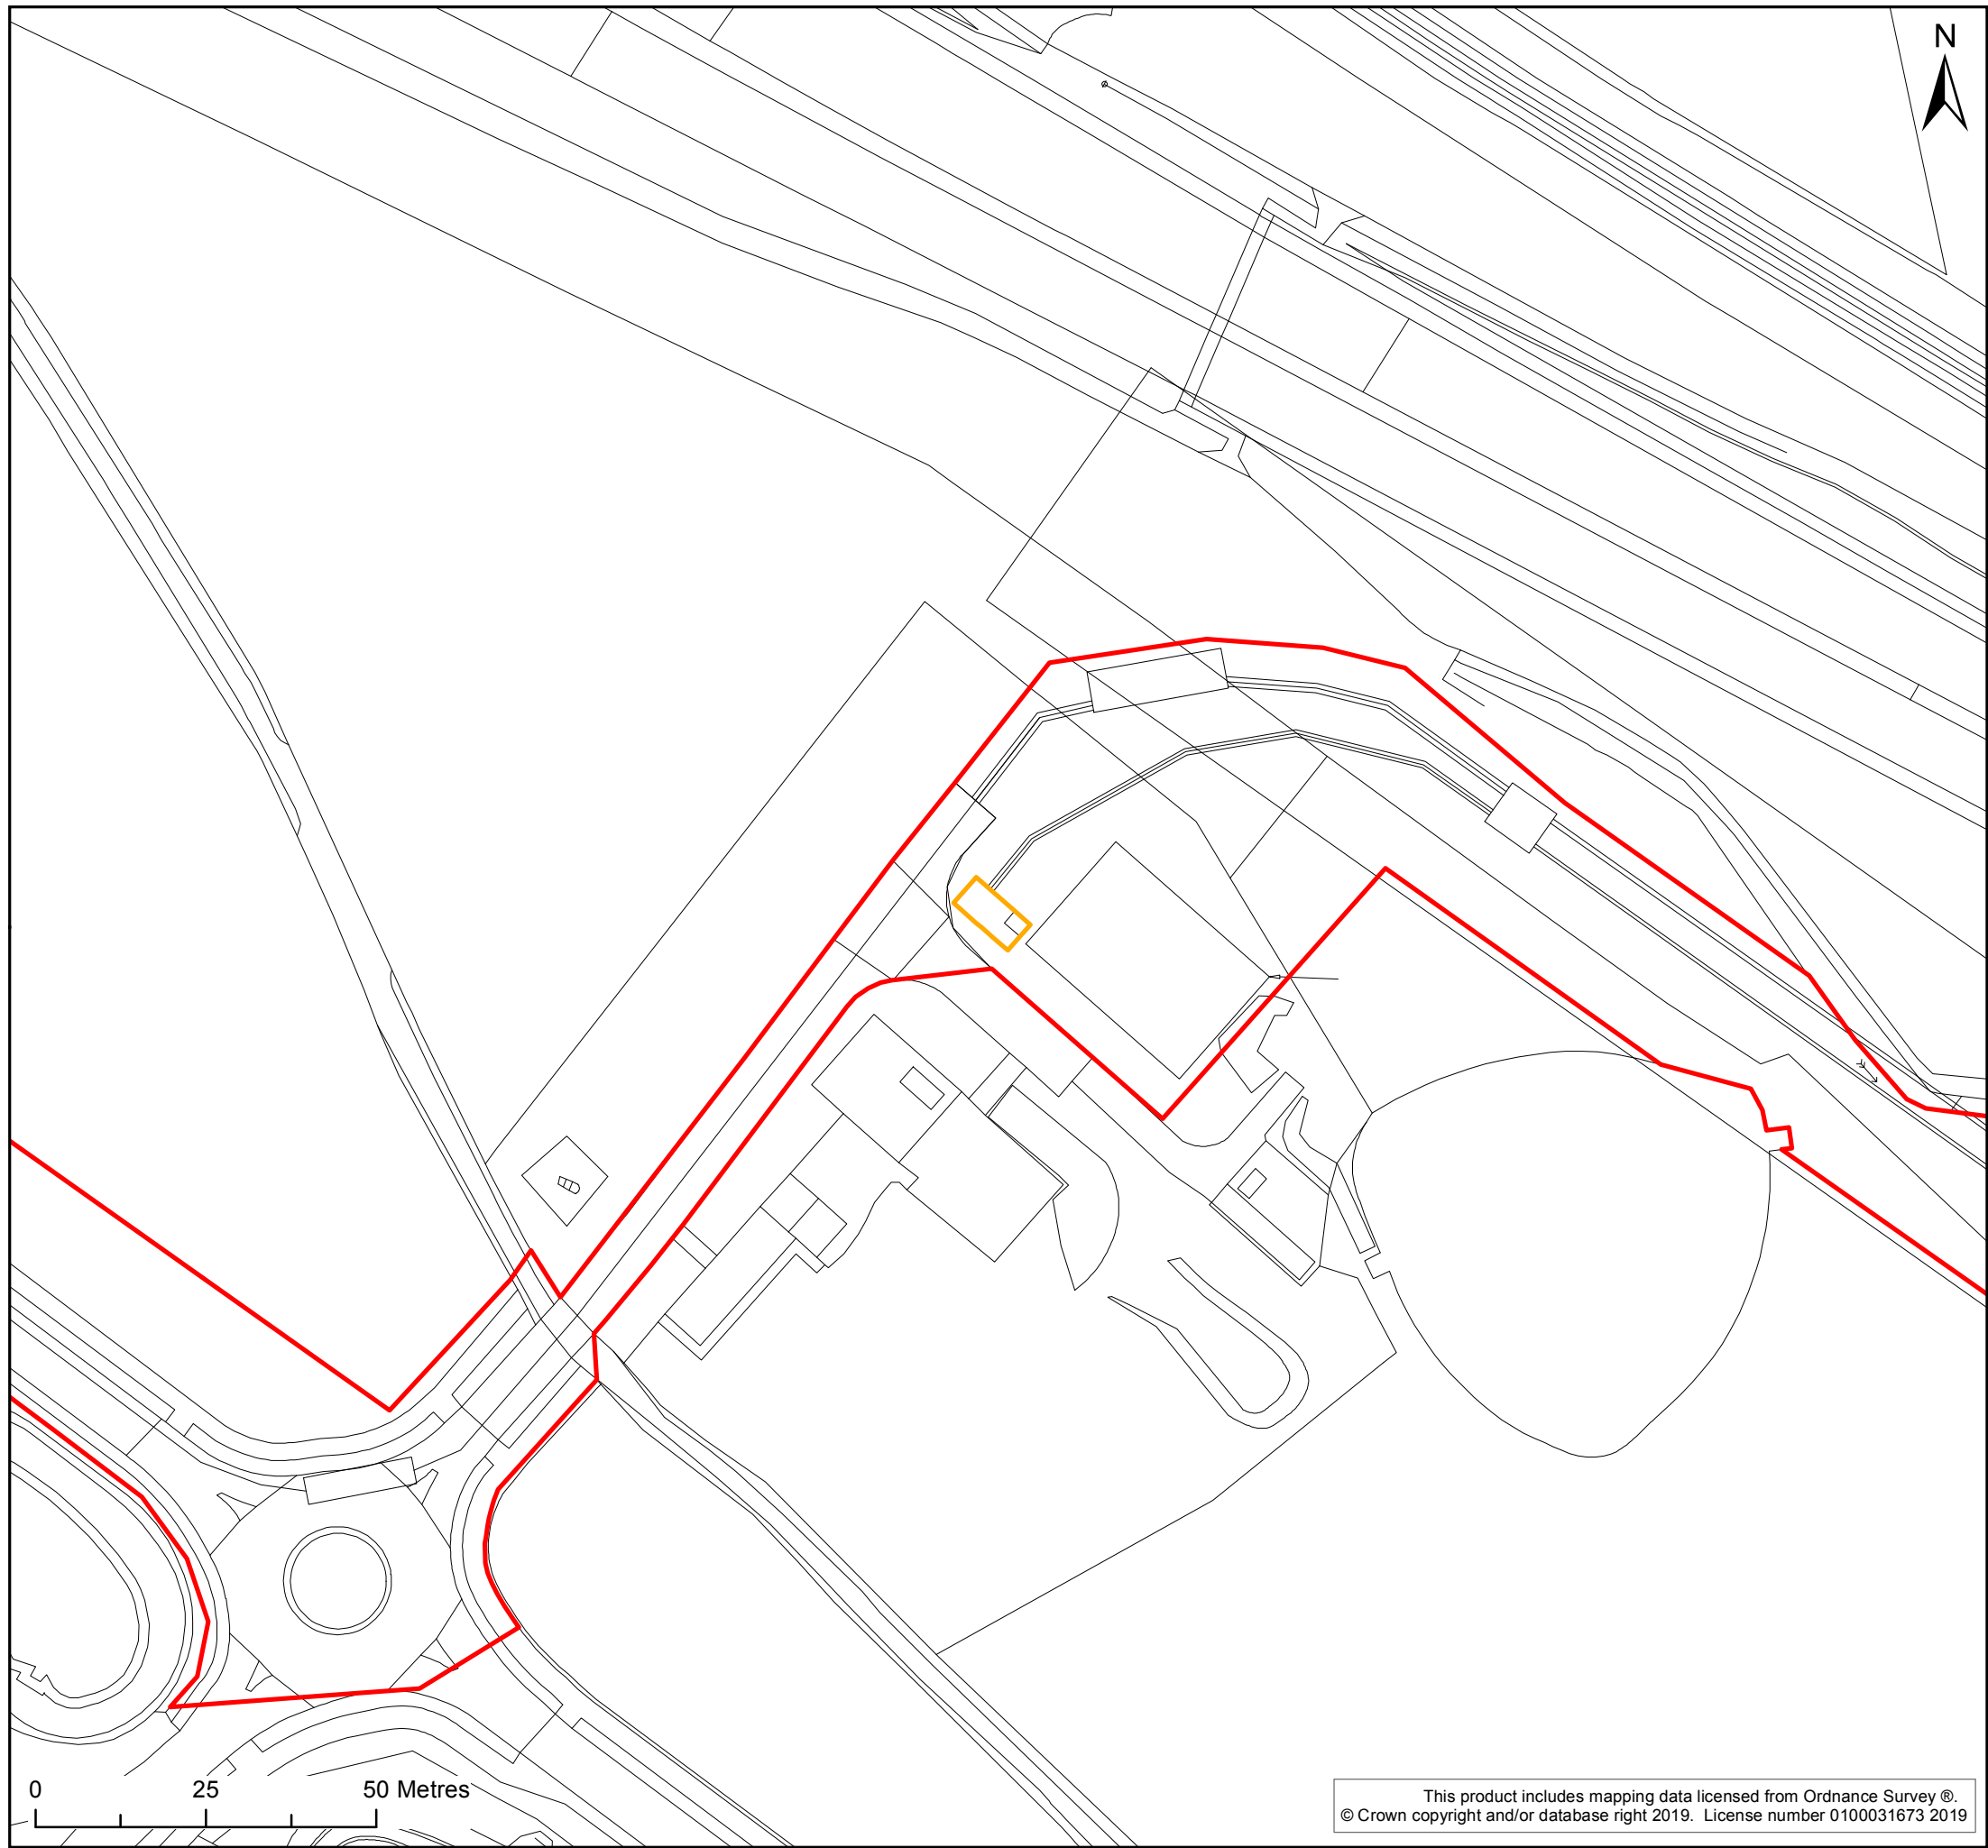 N
0 25 50 Metres
This product includes mapping data licensed from Ordnance Survey ®.
© Crown copyright and/or database right 2019. License number 0100031673 2019